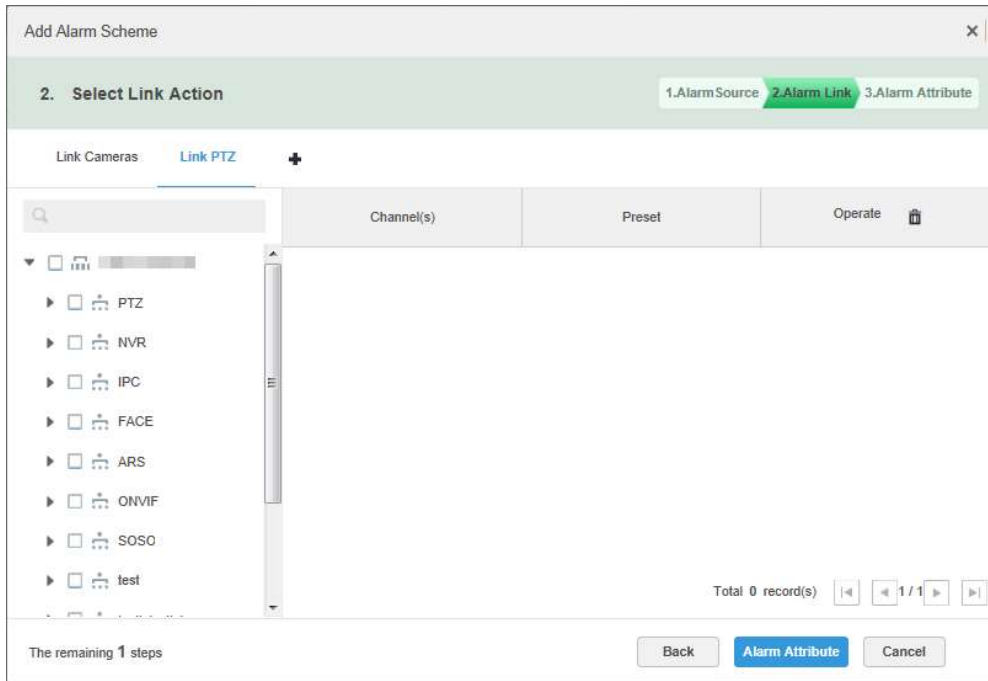 Add Alarm Scheme
2. Select Link Action
1.Alarm Source 2.Alarm Link 3.Alarm Attribute
Link Cameras Link PTZ
Channel(s) Preset Operate
PTZ
NVR
IPC
FACE
ARS
ONVIF
SOSO
test
Total 0 record(s) 1 / 1
The remaining 1 steps
Back Alarm Attribute Cancel